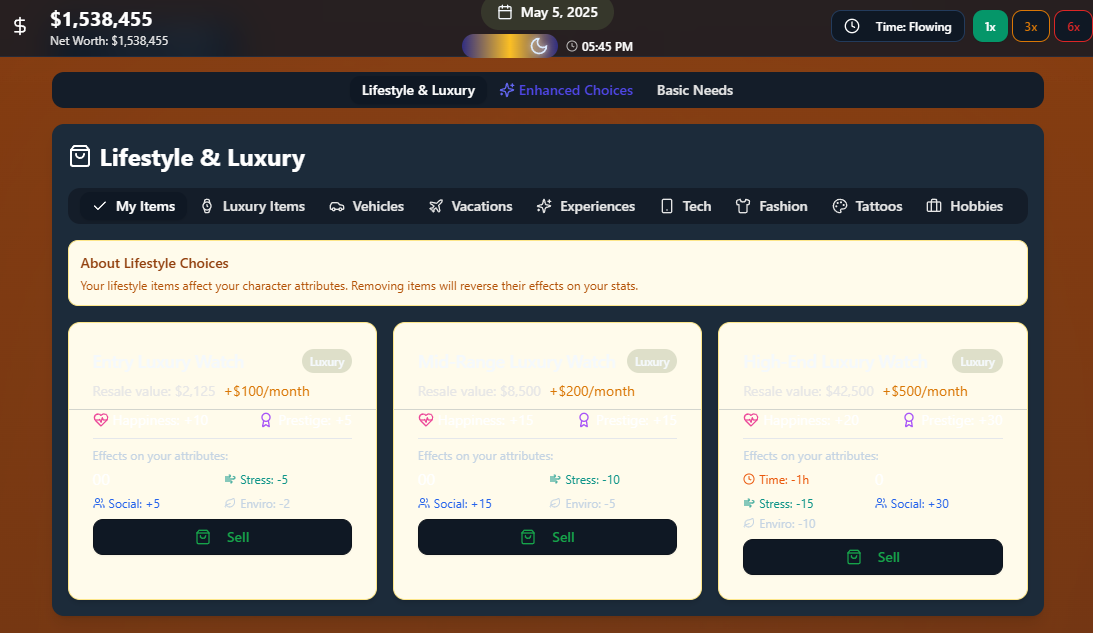 $1,538,455
Net Worth: $1,538,455
May 5, 2025
05:45 PM
Time: Flowing
1x
3x
6x
Lifestyle & Luxury
Enhanced Choices
Basic Needs
Lifestyle & Luxury
My Items
Luxury Items
Vehicles
Vacations
Experiences
Tech
Fashion
Tattoos
Hobbies
About Lifestyle Choices
Your lifestyle items affect your character attributes. Removing items will reverse their effects on your stats.
Entry Luxury Watch
Luxury
Resale value: $2,125 +$100/month
Happiness: +10
Prestige: +5
Effects on your attributes:
Stress: -5
Social: +5
Enviro: -2
Sell
Mid-Range Luxury Watch
Luxury
Resale value: $8,500 +$200/month
Happiness: +15
Prestige: +15
Effects on your attributes:
Stress: -10
Social: +15
Enviro: -5
Sell
High-End Luxury Watch
Luxury
Resale value: $42,500 +$500/month
Happiness: +20
Prestige: +30
Effects on your attributes:
Time: -1h
Stress: -15
Social: +30
Enviro: -10
Sell